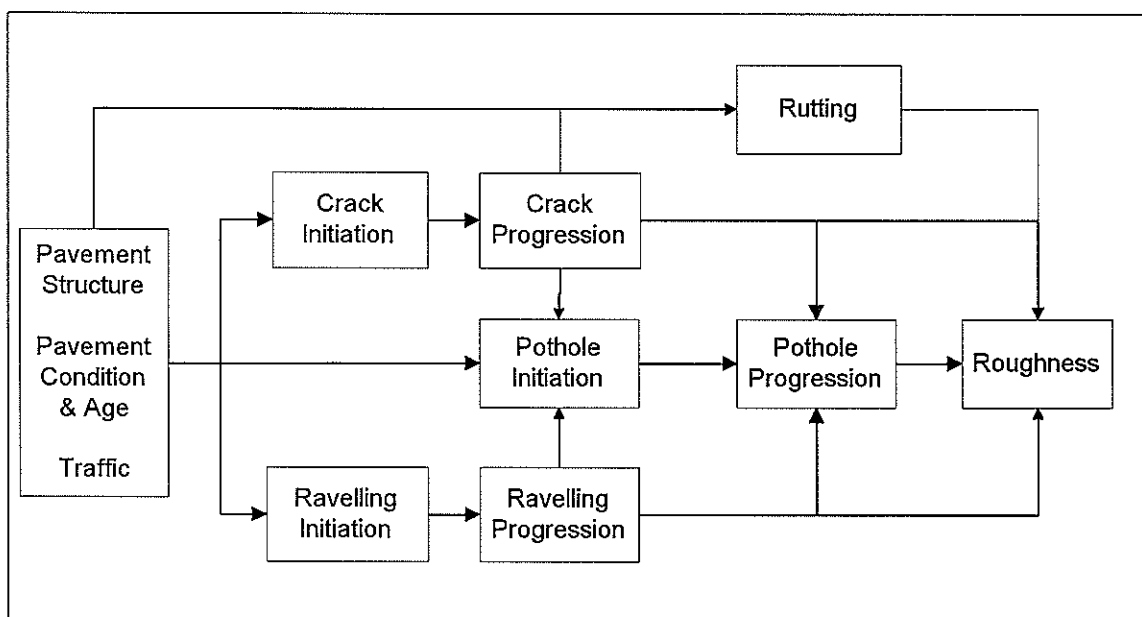 Rutting
Crack
Initiation
Crack
Progression
Pavement
Structure
Pavement
Condition
& Age
Traffic
Pothole
Initiation
Pothole
Progression
Roughness
Ravelling
Initiation
Ravelling
Progression